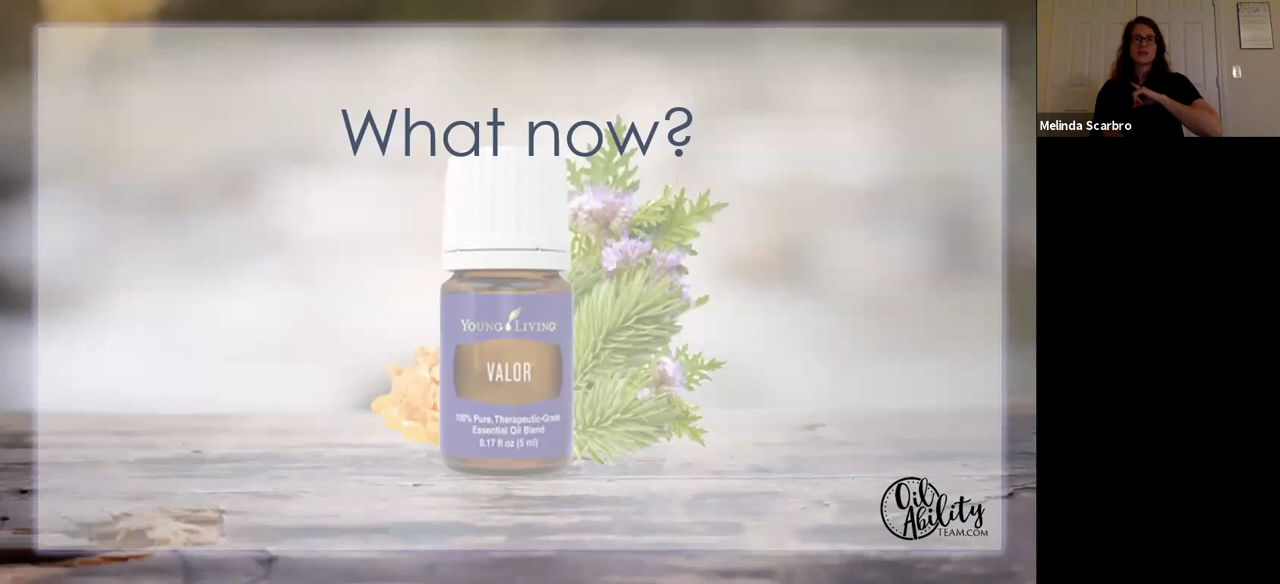 What now?
YOUNG LIVING
VALOR
100% Pure, Therapeutic-Grade
Essential Oil Blend
0.17 fl oz (5 ml)
Oil
Ability
TEAM.COM
Melinda Scarbro